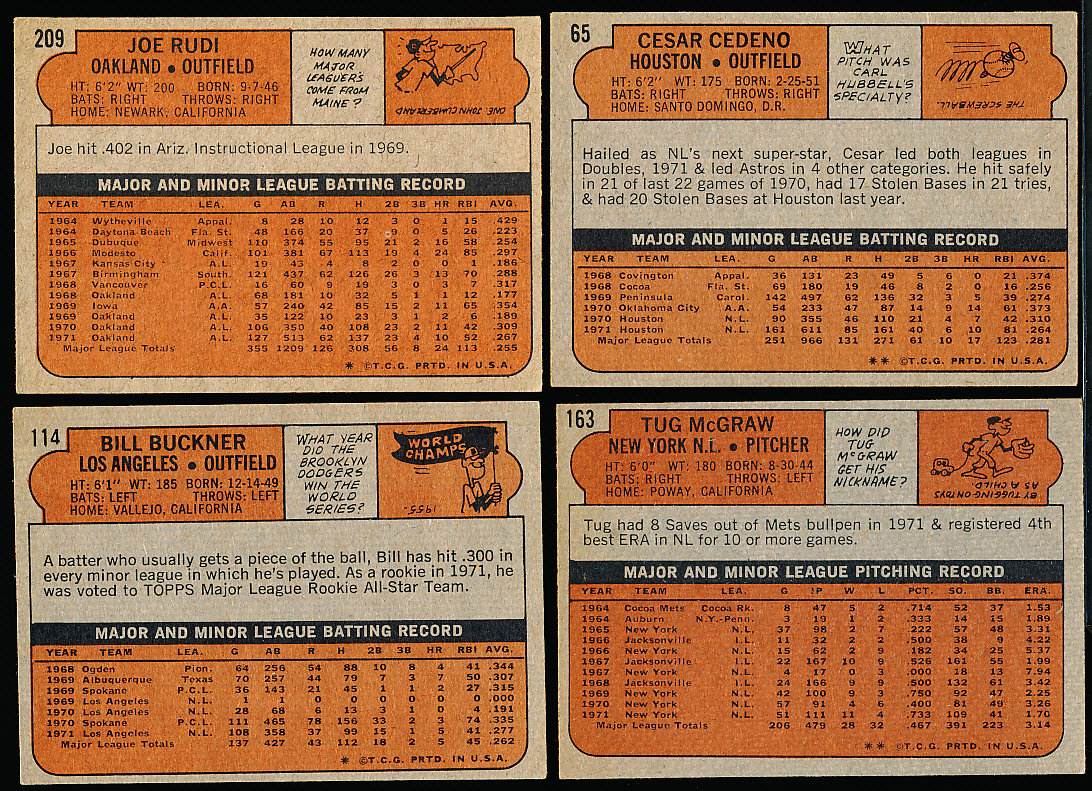 209
JOE RUDI
OAKLAND • OUTFIELD
HT: 6'2" WT: 200 BORN: 9-7-46
BATS: RIGHT THROWS: RIGHT
HOME: NEWARK, CALIFORNIA
HOW MANY
MAJOR
LEAGUER'S
COME FROM
MAINE?
ONE, JOHN CUMBERLAND
Joe hit .402 in Ariz. Instructional League in 1969.
MAJOR AND MINOR LEAGUE BATTING RECORD
YEAR TEAM LEA. G AB R H 2B 3B HR RBI AVG.
1964 Wytheville Appal. 8 28 10 12 3 0 1 15 .429
1964 Daytona Beach Fla. St. 48 166 20 37 9 0 5 26 .223
1965 Dubuque Midwest 110 374 55 95 21 2 16 58 .254
1966 Modesto Calif. 101 381 67 113 19 4 24 85 .297
1967 Kansas City A.L. 19 43 4 8 2 0 0 1 .186
1967 Birmingham South. 121 437 62 126 26 3 13 70 .288
1968 Vancouver P.C.L. 16 60 9 19 3 0 3 7 .317
1968 Oakland A.L. 68 181 10 32 5 1 1 12 .177
1969 Iowa A.A. 57 240 42 85 15 2 11 65 .354
1969 Oakland A.L. 35 122 10 23 3 1 2 6 .189
1970 Oakland A.L. 106 350 40 108 23 2 11 42 .309
1971 Oakland A.L. 127 513 62 137 23 4 10 52 .267
Major League Totals 355 1209 126 308 56 8 24 113 .255
* ©T.C.G. PRTD. IN U.S.A.
65
CESAR CEDENO
HOUSTON • OUTFIELD
HT: 6'2" WT: 175 BORN: 2-25-51
BATS: RIGHT THROWS: RIGHT
HOME: SANTO DOMINGO, D.R.
WHAT
PITCH WAS
CARL
HUBBELL'S
SPECIALTY?
THE SCREWBALL.
Hailed as NL's next super-star, Cesar led both leagues in
Doubles, 1971 & led Astros in 4 other categories. He hit safely
in 21 of last 22 games of 1970, had 17 Stolen Bases in 21 tries,
& had 20 Stolen Bases at Houston last year.
MAJOR AND MINOR LEAGUE BATTING RECORD
YEAR TEAM LEA. G AB R H 2B 3B HR RBI AVG.
1968 Covington Appal. 36 131 23 49 5 6 0 21 .374
1968 Cocoa Fla. St. 69 180 19 46 8 2 0 16 .256
1969 Peninsula Carol. 142 497 62 136 32 3 5 39 .274
1970 Oklahoma City A.A. 54 233 47 87 14 9 14 61 .373
1970 Houston N.L. 90 355 46 110 21 4 7 42 .310
1971 Houston N.L. 161 611 85 161 40 6 10 81 .264
Major League Totals 251 966 131 271 61 10 17 123 .281
** ©T.C.G. PRTD. IN U.S.A.
114
BILL BUCKNER
LOS ANGELES • OUTFIELD
HT: 6'1" WT: 185 BORN: 12-14-49
BATS: LEFT THROWS: LEFT
HOME: VALLEJO, CALIFORNIA
WHAT YEAR
DID THE
BROOKLYN
DODGERS
WIN THE
WORLD
SERIES?
WORLD
CHAMPS
1955.
A batter who usually gets a piece of the ball, Bill has hit .300 in
every minor league in which he's played. As a rookie in 1971, he
was voted to TOPPS Major League Rookie All-Star Team.
MAJOR AND MINOR LEAGUE BATTING RECORD
YEAR TEAM LEA. G AB R H 2B 3B HR RBI AVG.
1968 Ogden Pion. 64 256 54 88 10 8 4 41 .344
1969 Albuquerque Texas 70 257 44 79 7 3 7 50 .307
1969 Spokane P.C.L. 36 143 21 45 1 1 2 27 .315
1969 Los Angeles N.L. 1 1 0 0 0 0 0 0 .000
1970 Los Angeles N.L. 28 68 6 13 3 1 0 4 .191
1970 Spokane P.C.L. 111 465 78 156 33 2 3 74 .335
1971 Los Angeles N.L. 108 358 37 99 15 1 5 41 .277
Major League Totals 137 427 43 112 18 2 5 45 .262
* ©T.C.G. PRTD. IN U.S.A.
163
TUG McGRAW
NEW YORK N.L. • PITCHER
HT: 6'0" WT: 180 BORN: 8-30-44
BATS: RIGHT THROWS: LEFT
HOME: POWAY, CALIFORNIA
HOW DID
TUG
McGRAW
GET HIS
NICKNAME?
BY TUGGING ON TOYS
AS A CHILD
Tug had 8 Saves out of Mets bullpen in 1971 & registered 4th
best ERA in NL for 10 or more games.
MAJOR AND MINOR LEAGUE PITCHING RECORD
YEAR TEAM LEA. G IP W L PCT. SO. BB. ERA.
1964 Cocoa Mets Cocoa Rk. 8 47 5 2 .714 52 37 1.53
1964 Auburn N.Y.-Penn. 3 19 1 2 .333 14 15 1.89
1965 New York N.L. 37 98 2 7 .222 57 48 3.31
1966 Jacksonville I.L. 11 32 2 2 .500 38 9 4.22
1966 New York N.L. 15 62 2 9 .182 34 25 5.37
1967 Jacksonville I.L. 22 167 10 9 .526 161 55 1.99
1967 New York N.L. 4 17 0 3 .000 18 13 7.94
1968 Jacksonville I.L. 24 166 9 9 .500 132 61 3.42
1969 New York N.L. 42 100 9 3 .750 92 47 2.25
1970 New York N.L. 57 91 4 6 .400 81 49 3.26
1971 New York N.L. 51 111 11 4 .733 109 41 1.70
Major League Totals 206 479 28 32 .467 391 223 3.14
** ©T.C.G. PRTD. IN U.S.A.